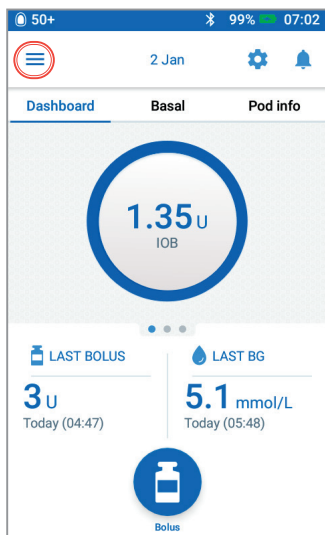 50+ 99% 07:02
2 Jan
Dashboard Basal Pod info
1.35 U
IOB
LAST BOLUS LAST BG
3 U 5.1 mmol/L
Today (04:47) Today (05:48)
Bolus